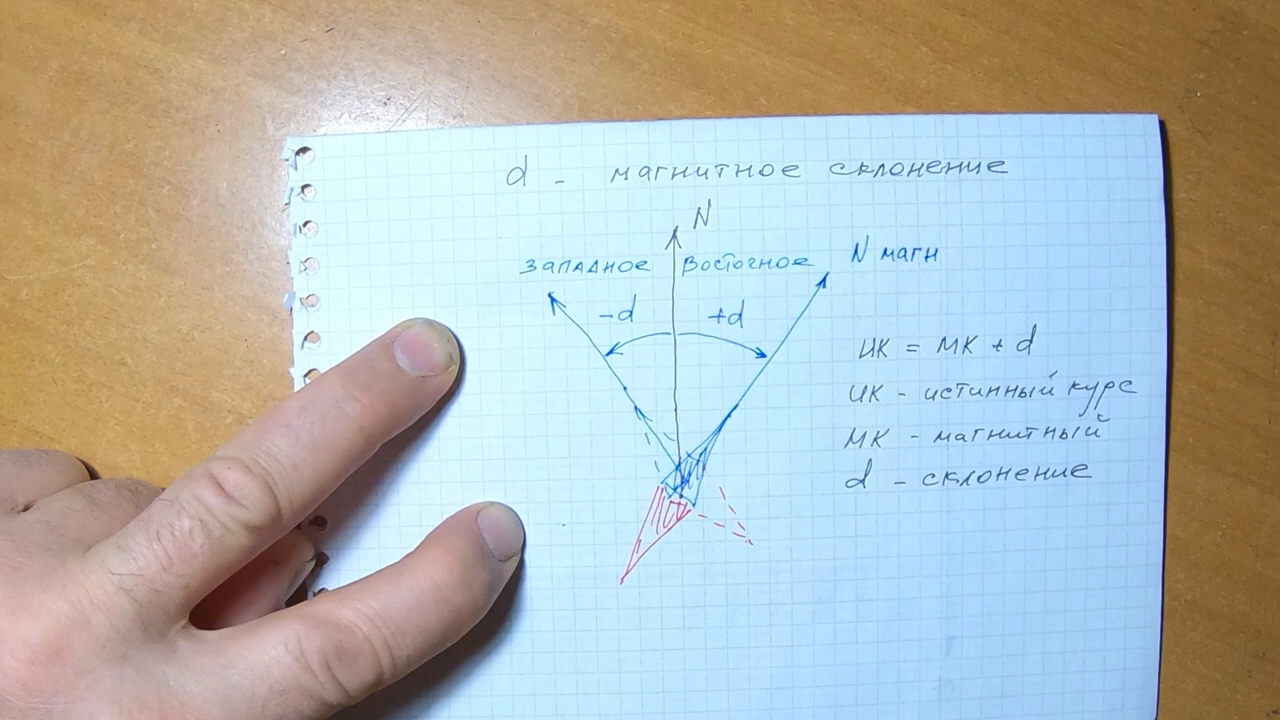 d - магнитное склонение
N
западное восточное N магн
-d +d
ИК = МК + d
ИК - истинный курс
МК - магнитный
d - склонение